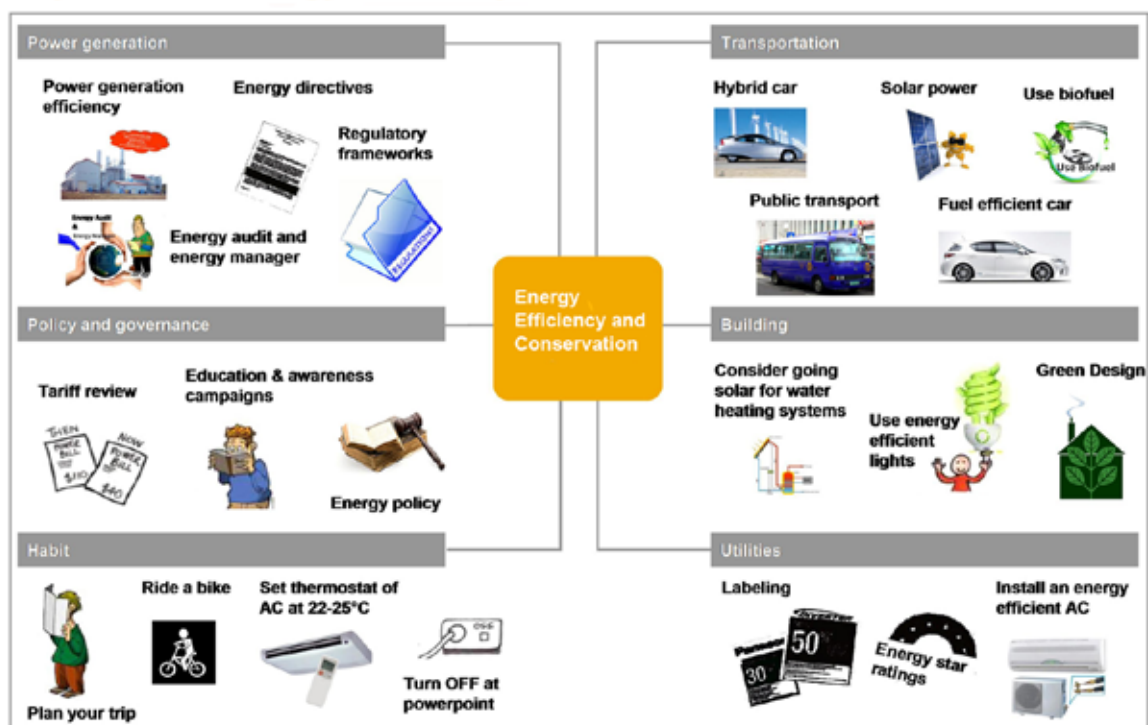 Power generation
Power generation
efficiency
Energy directives
Regulatory
frameworks
Energy Audit
&
REGULATIONS
Energy audit and
energy manager
Transportation
Hybrid car
Solar power
Use biofuel
Use Biofuel
Public transport
Fuel efficient car
Energy
Efficiency and
Conservation
Policy and governance
Tariff review
Education & awareness
campaigns
THEN
POWER
BILL
$110
NOW
POWER
BILL
$40
Energy policy
Building
Consider going
solar for water
heating systems
Use energy
efficient
lights
Green Design
Habit
Plan your trip
Ride a bike
Set thermostat of
AC at 22-25°C
Turn OFF at
powerpoint
Utilities
Labeling
30
50
Energy star
ratings
Install an energy
efficient AC